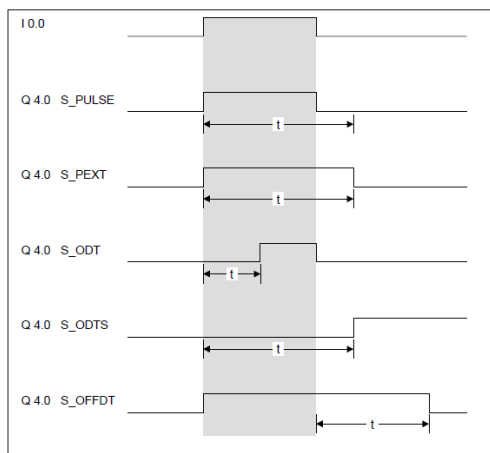 I 0.0
Q 4.0 S_PULSE
t
Q 4.0 S_PEXT
t
Q 4.0 S_ODT
t
Q 4.0 S_ODTS
t
Q 4.0 S_OFFDT
t